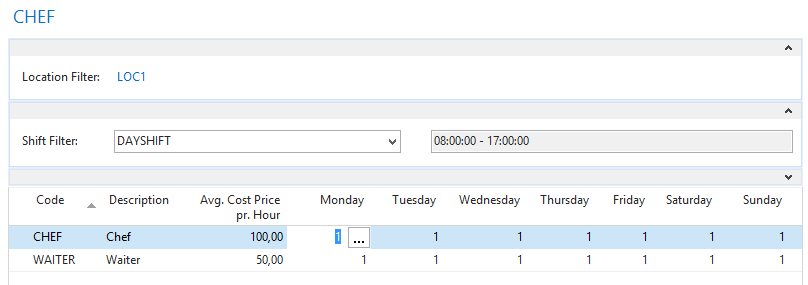 CHEF
Location Filter: LOC1
Shift Filter: DAYSHIFT 08:00:00 - 17:00:00
Code Description Avg. Cost Price pr. Hour Monday Tuesday Wednesday Thursday Friday Saturday Sunday
CHEF Chef 100,00 1 ... 1 1 1 1 1 1
WAITER Waiter 50,00 1 1 1 1 1 1 1